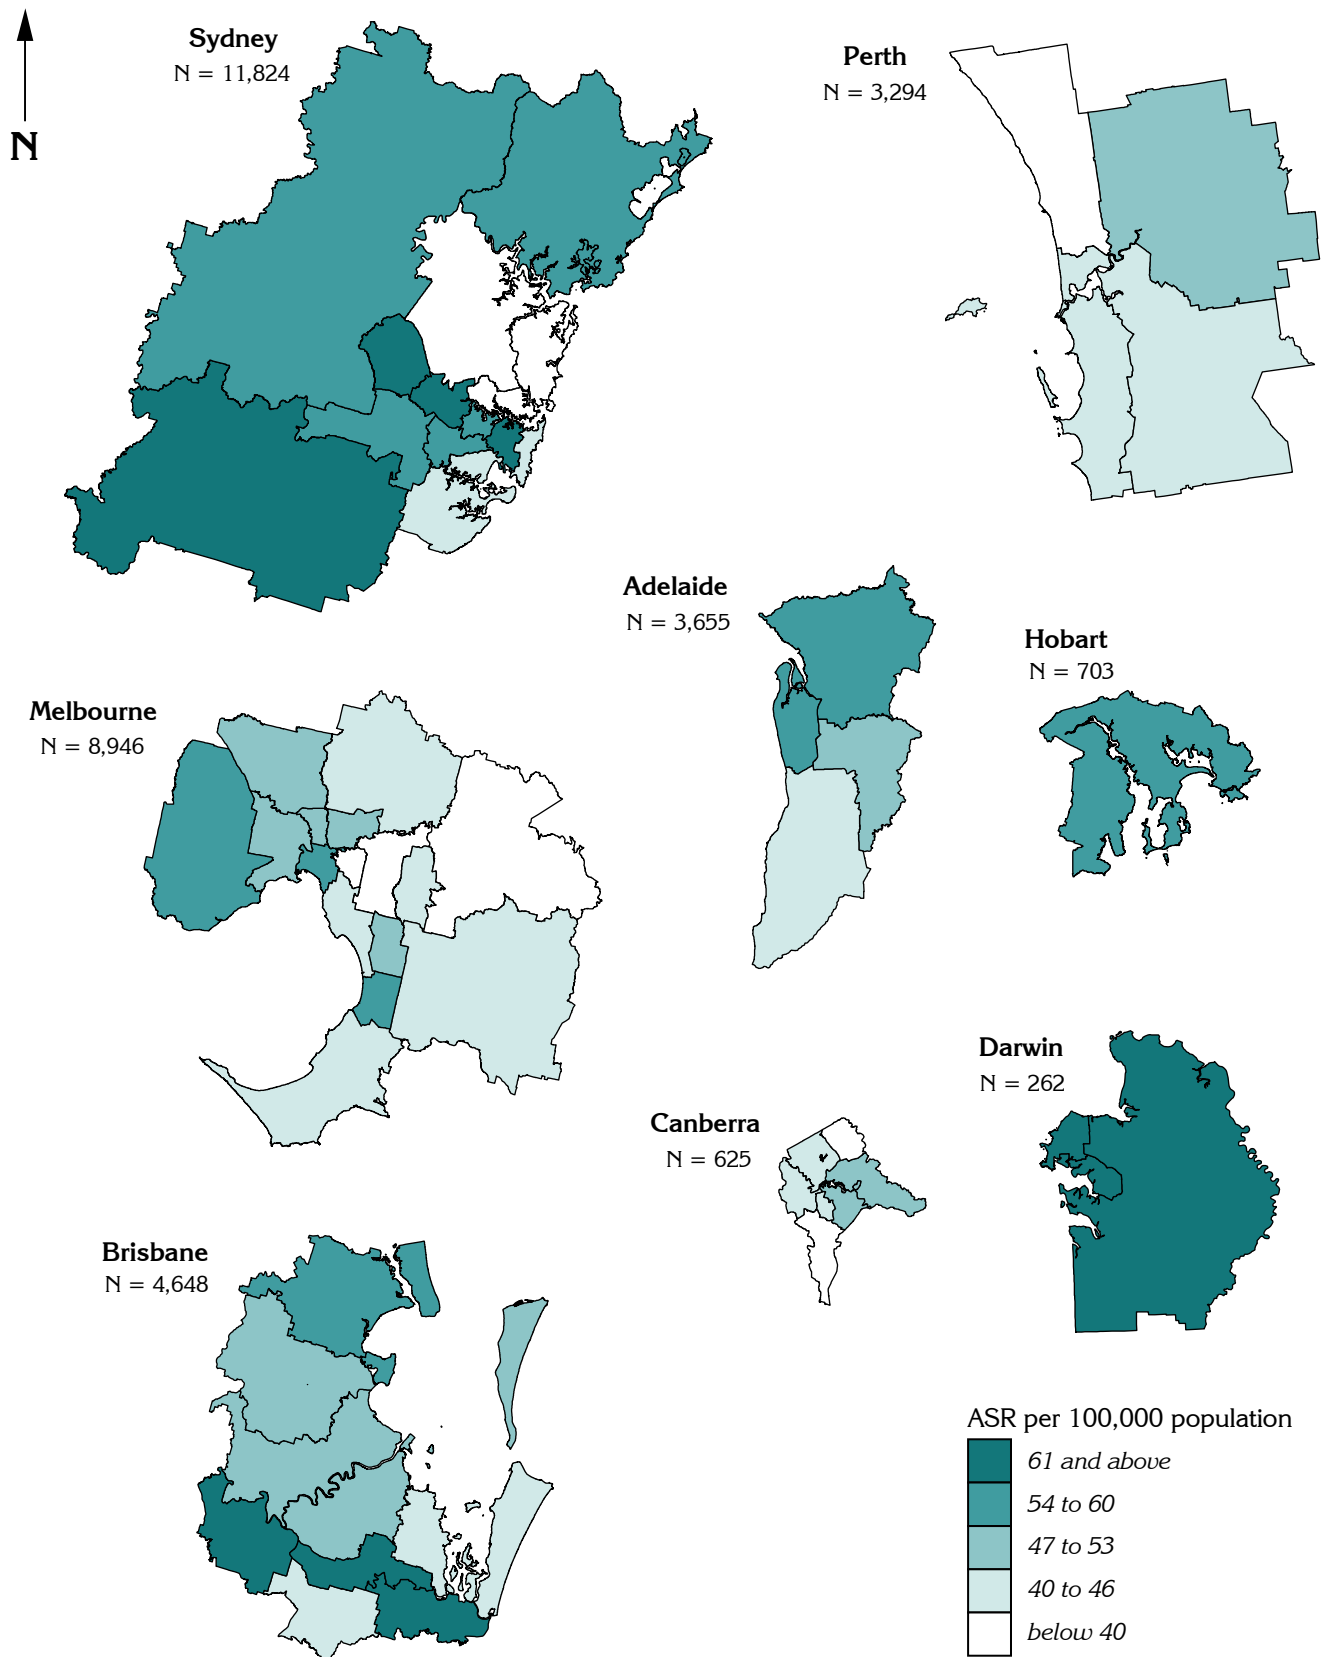 Sydney
N = 11,824
Perth
N = 3,294
N
Adelaide
N = 3,655
Hobart
N = 703
Melbourne
N = 8,946
Darwin
N = 262
Canberra
N = 625
Brisbane
N = 4,648
ASR per 100,000 population
61 and above
54 to 60
47 to 53
40 to 46
below 40